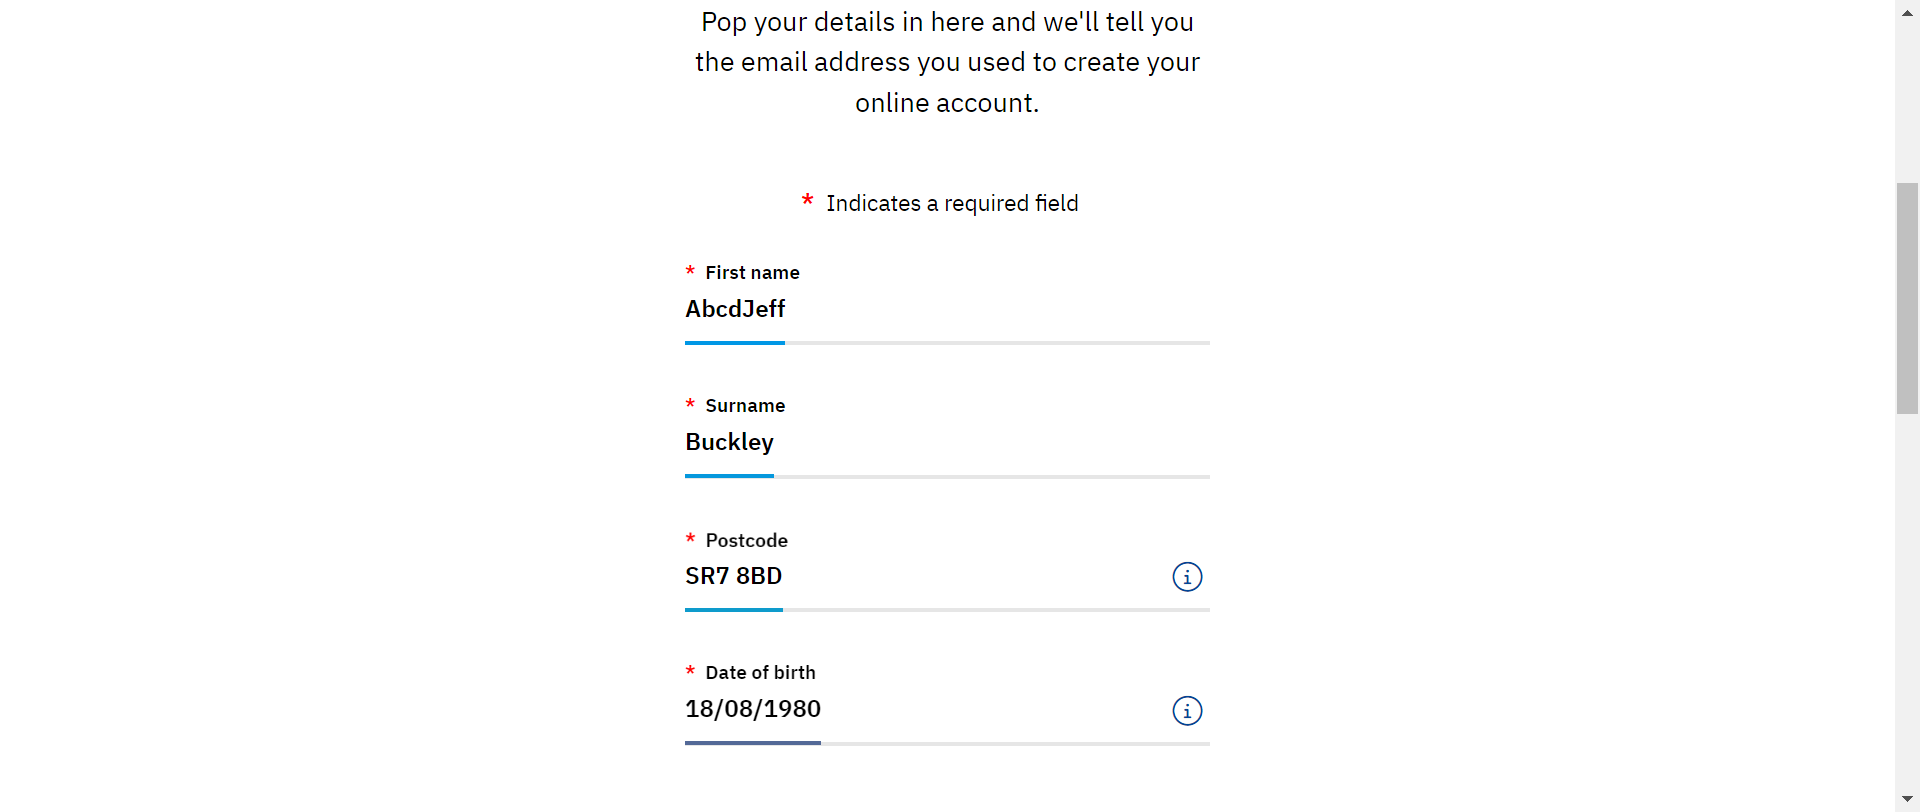 Pop your details in here and we'll tell you
the email address you used to create your
online account.
* Indicates a required field
* First name
AbcdJeff
* Surname
Buckley
* Postcode
SR7 8BD
* Date of birth
18/08/1980